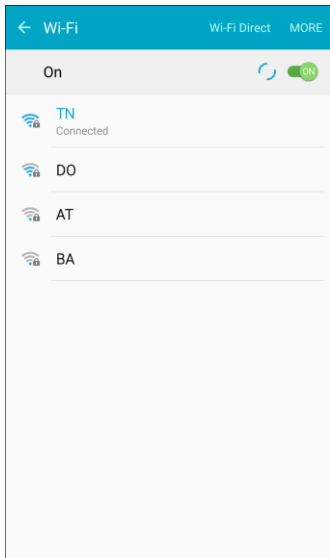 Wi-Fi Wi-Fi Direct MORE
On ON
TN
Connected
DO
AT
BA